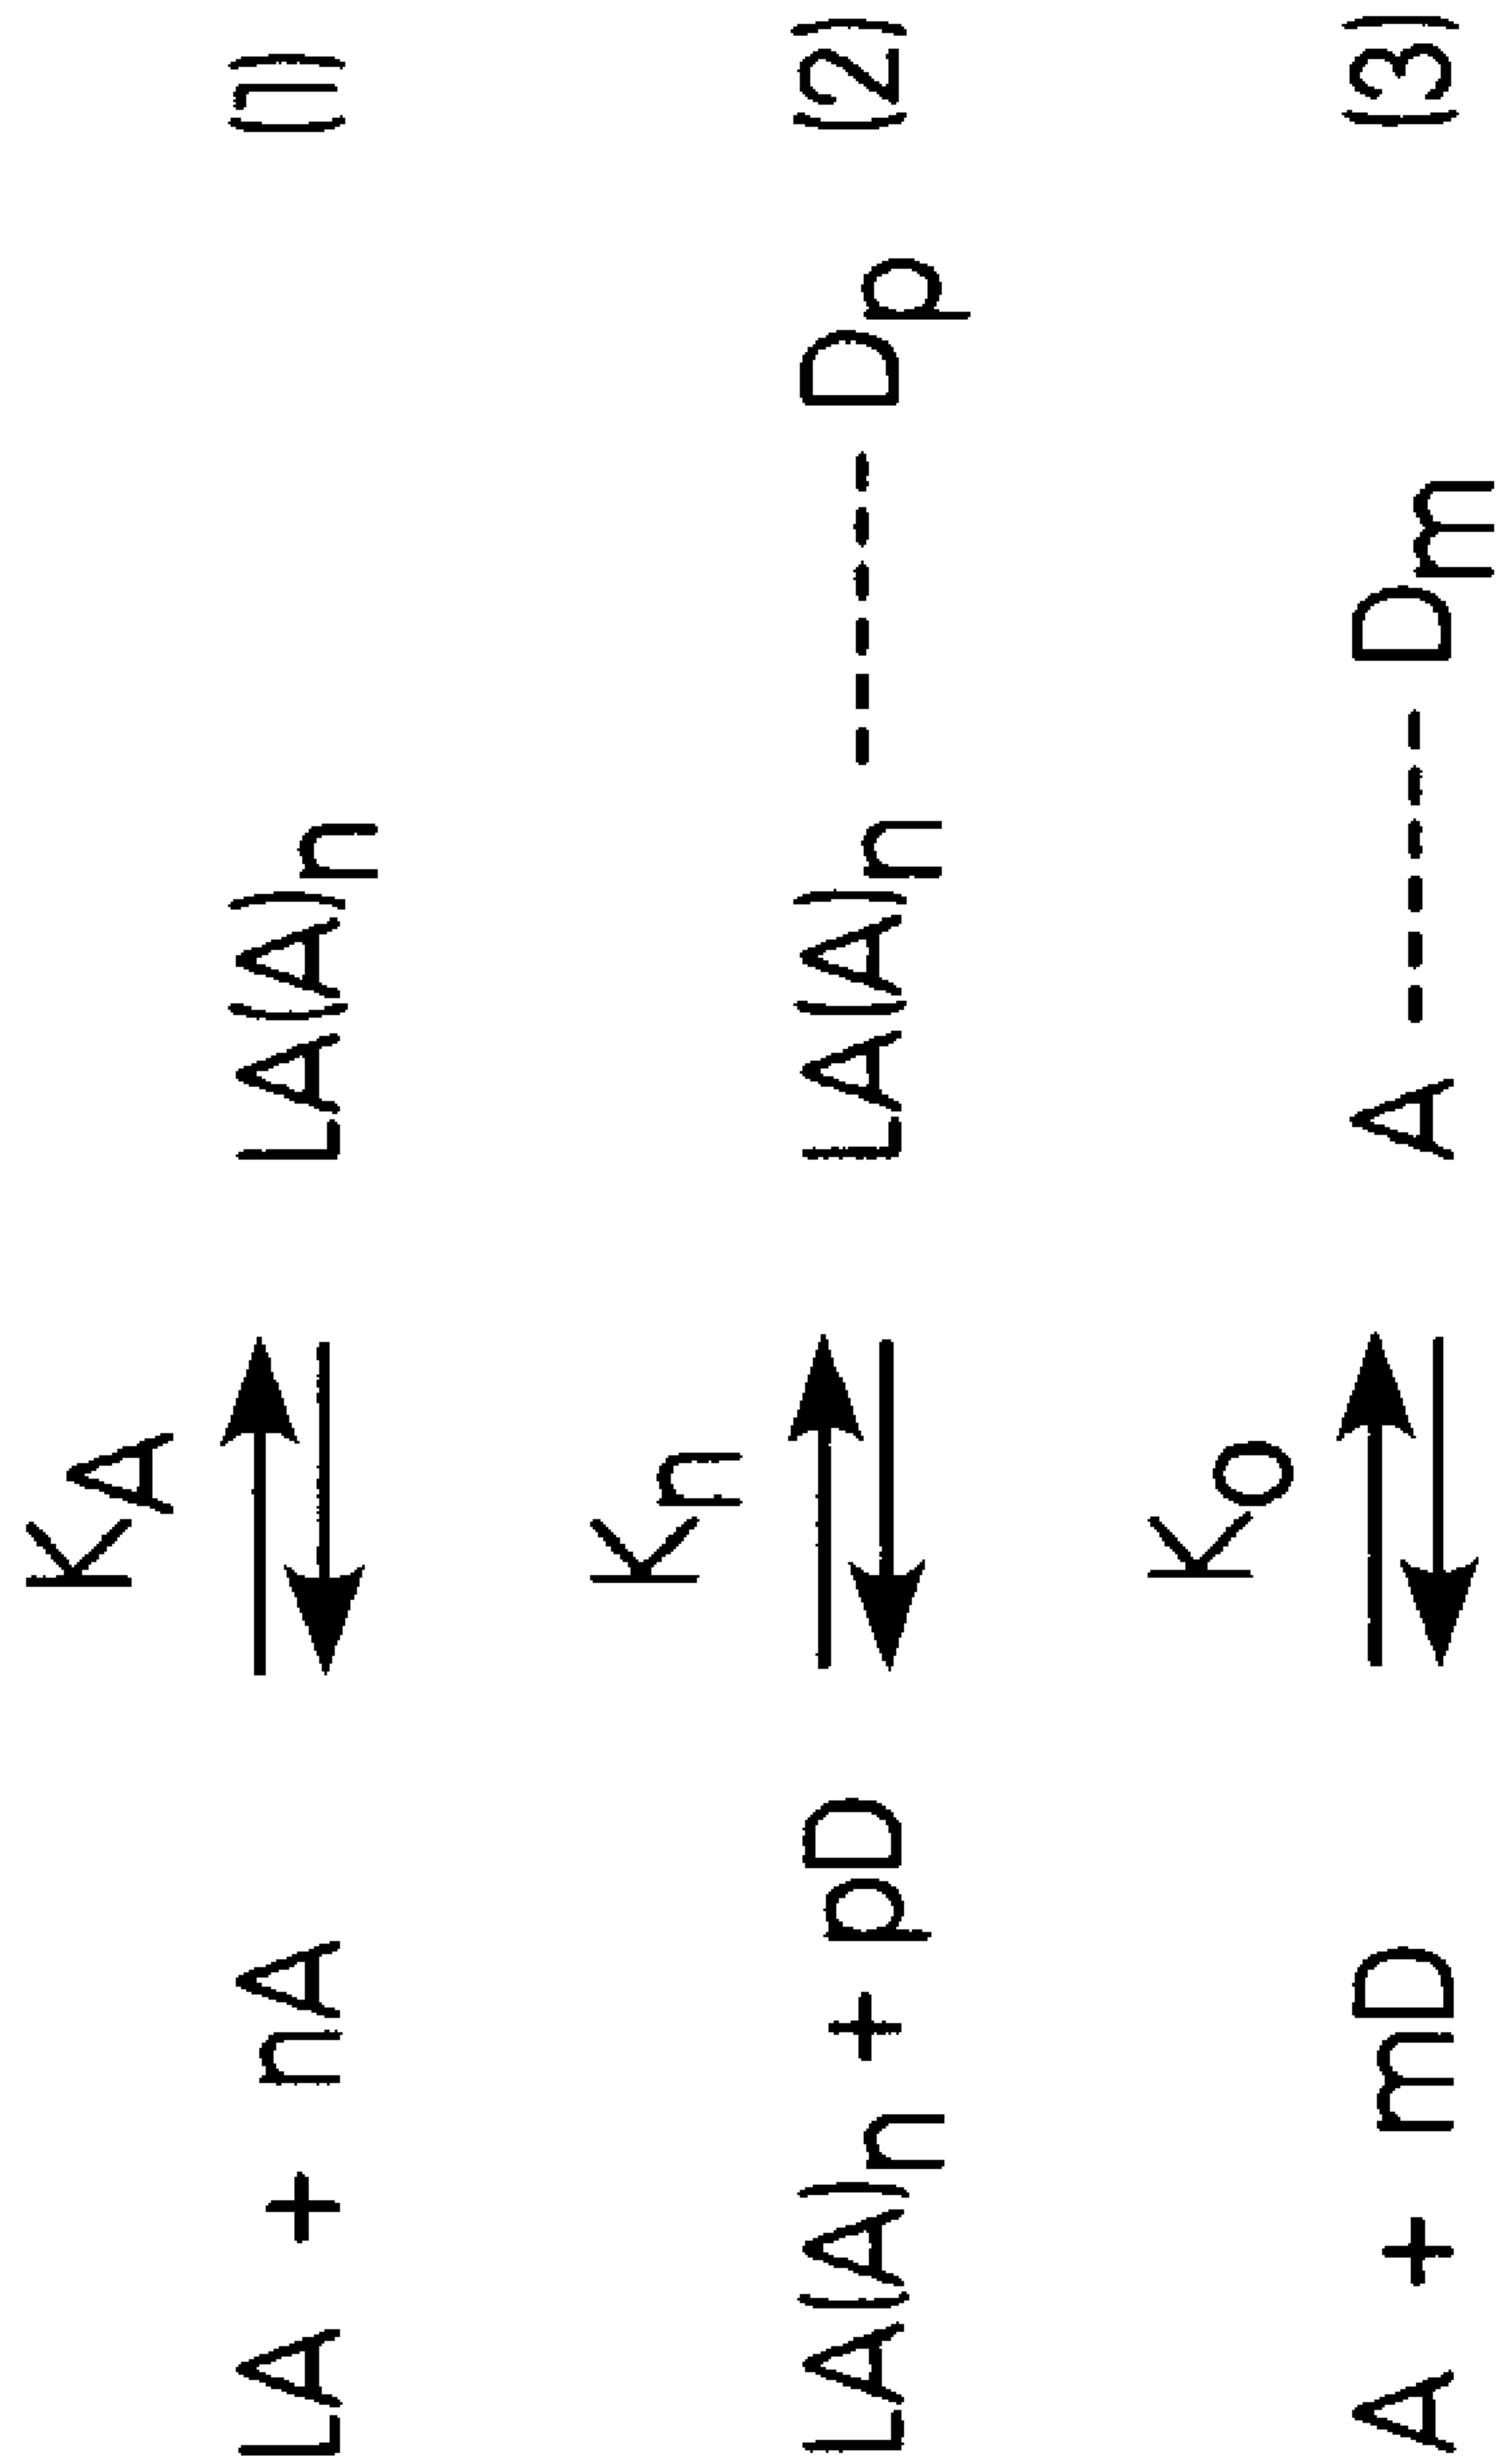 K_A
LA + nA ⇄ LA(A)_n (1)
K_n
LA(A)_n + pD ⇄ LA(A)_n ------ D_p (2)
K_o
A + mD ⇄ A ------ D_m (3)